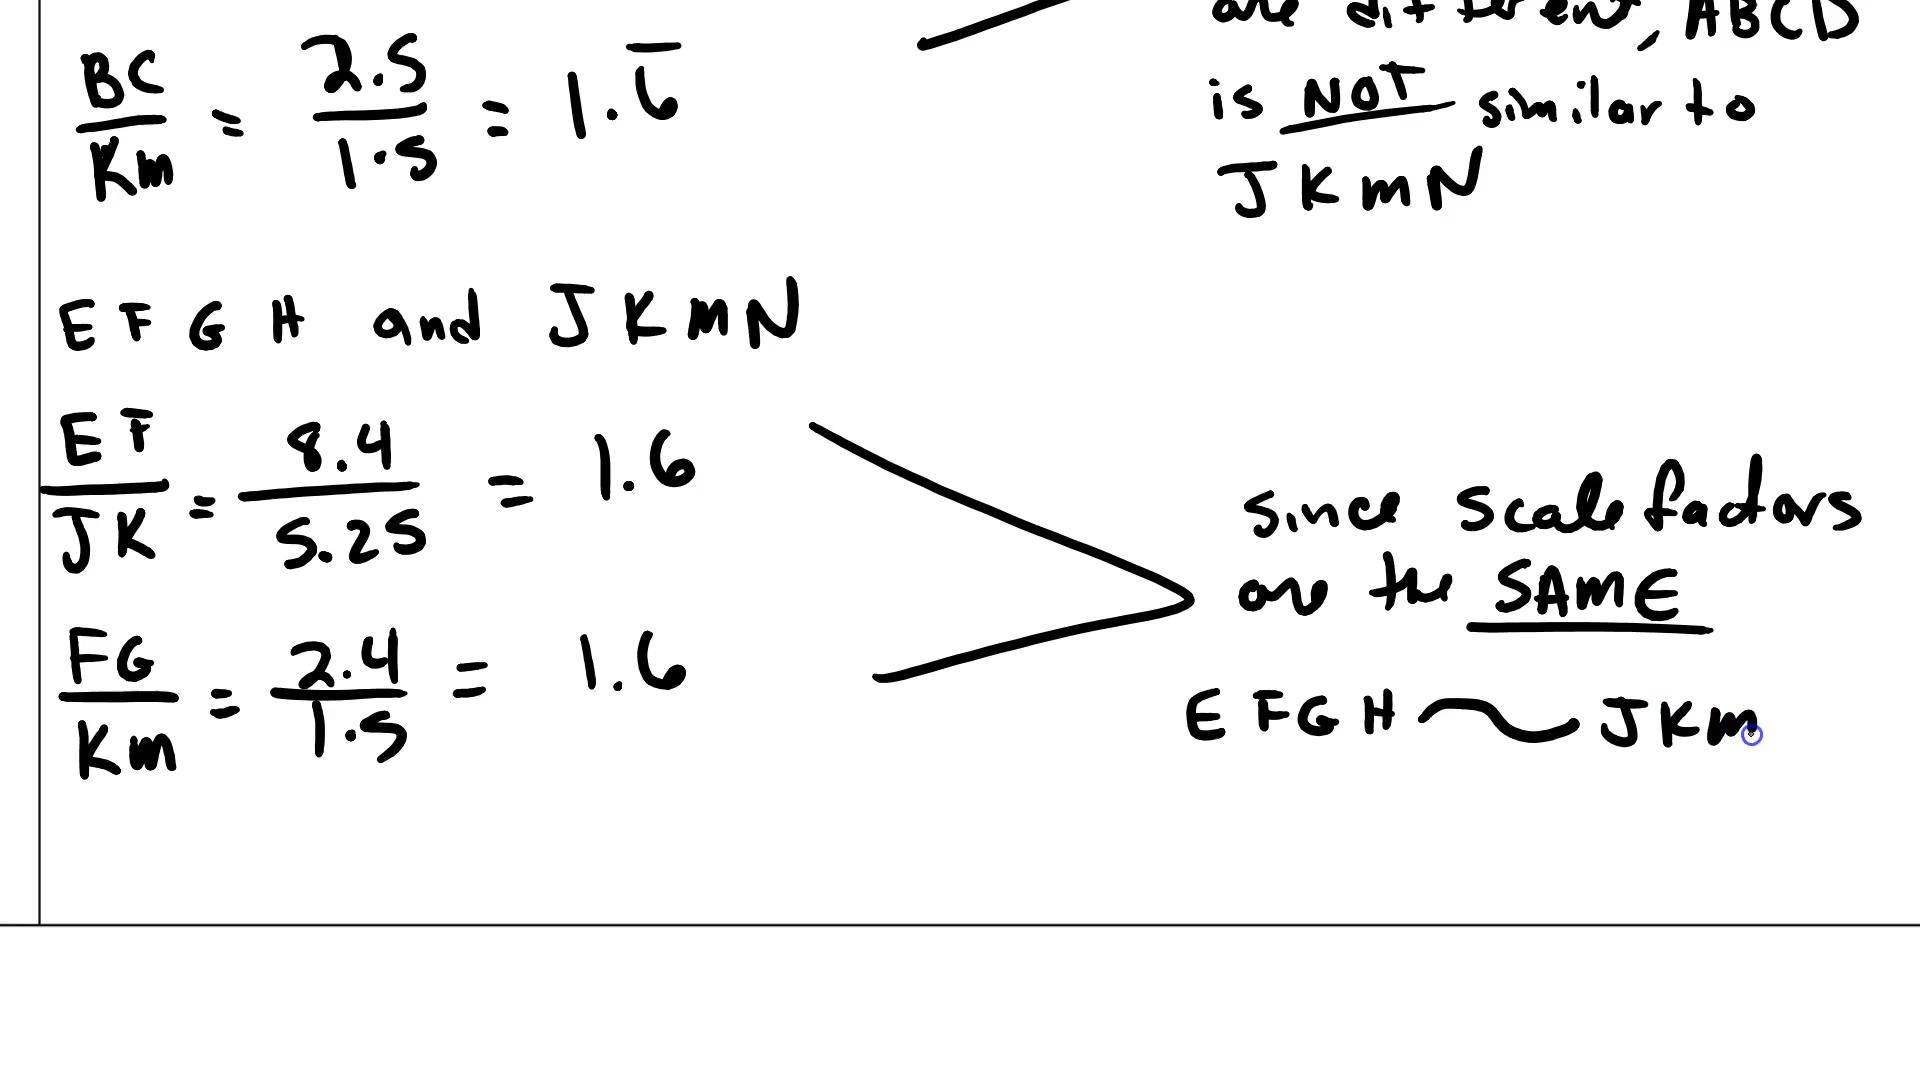 are different, ABCD
is NOT similar to
JKMN
BC/KM = 2.5/1.5 = 1.6̅
EFGH and JKMN
EF/JK = 8.4/5.25 = 1.6
FG/KM = 2.4/1.5 = 1.6
since scale factors
are the SAME
EFGH ~ JKM